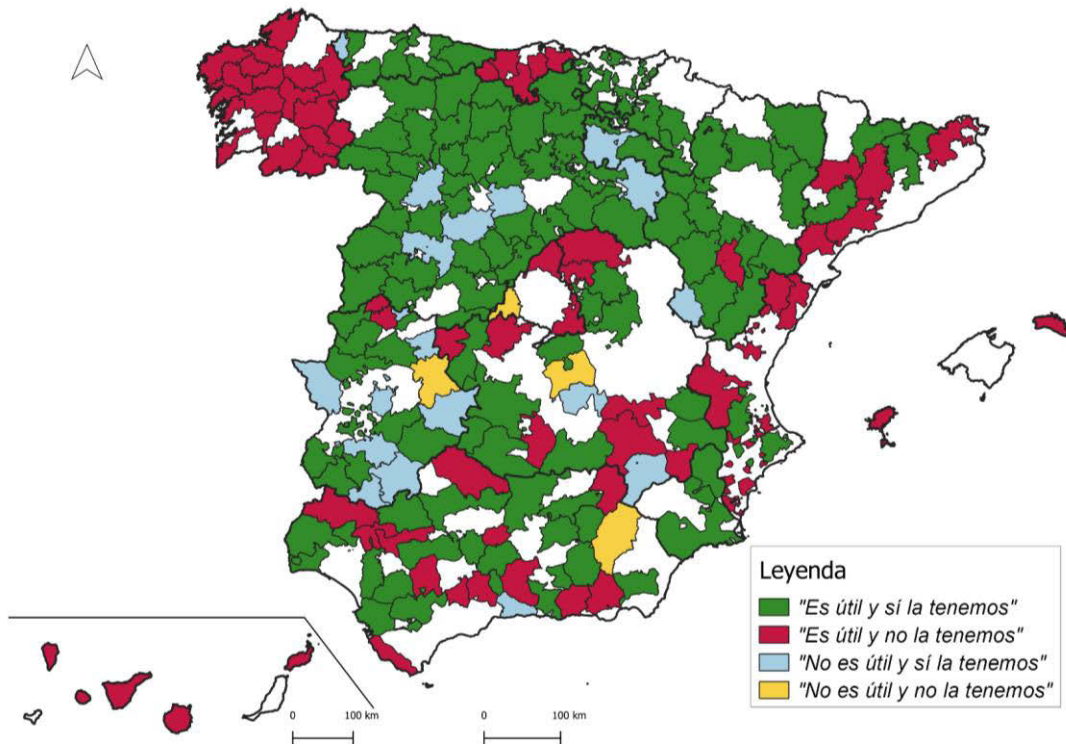 Leyenda
"Es útil y sí la tenemos"
"Es útil y no la tenemos"
"No es útil y sí la tenemos"
"No es útil y no la tenemos"
0 100 km
0 100 km